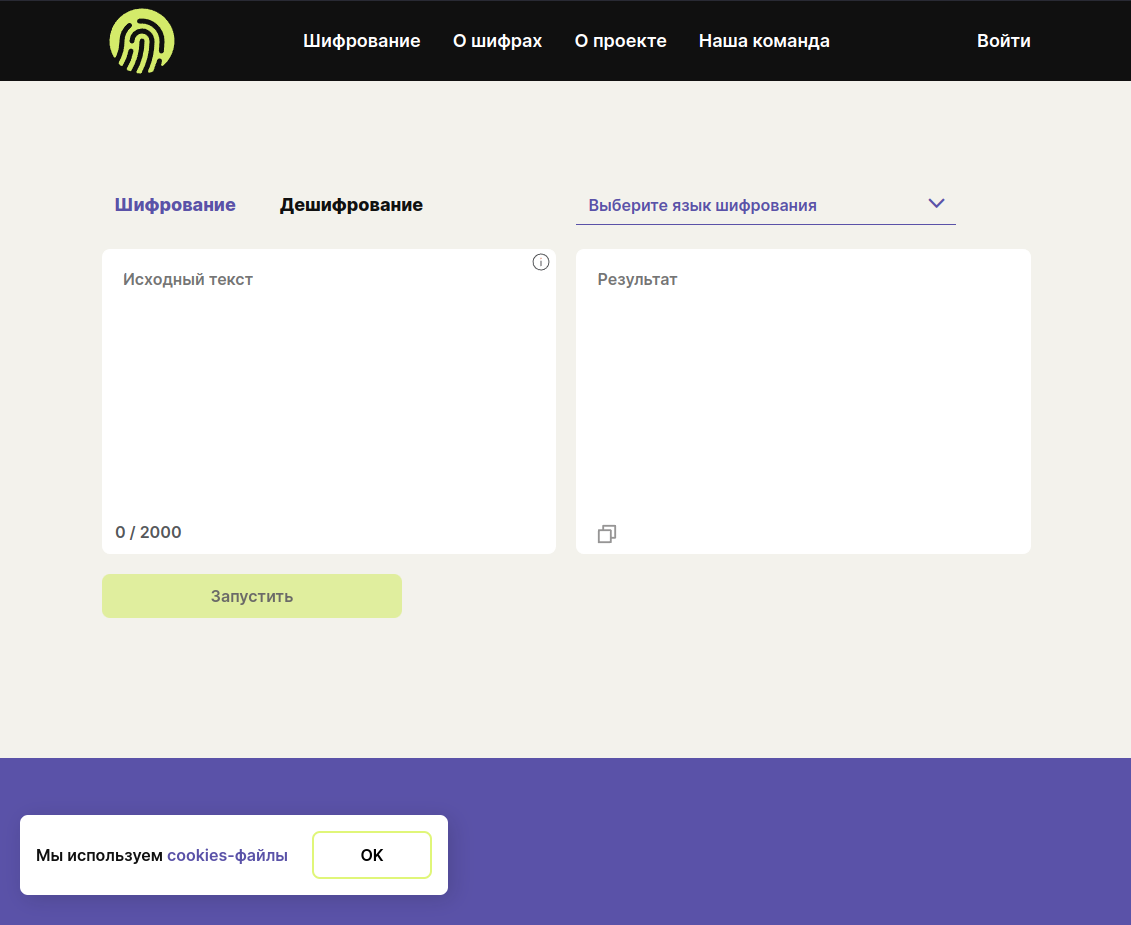 Шифрование О шифрах О проекте Наша команда Войти
Шифрование Дешифрование Выберите язык шифрования
Исходный текст Результат
0 / 2000
Запустить
Мы используем cookies-файлы OK